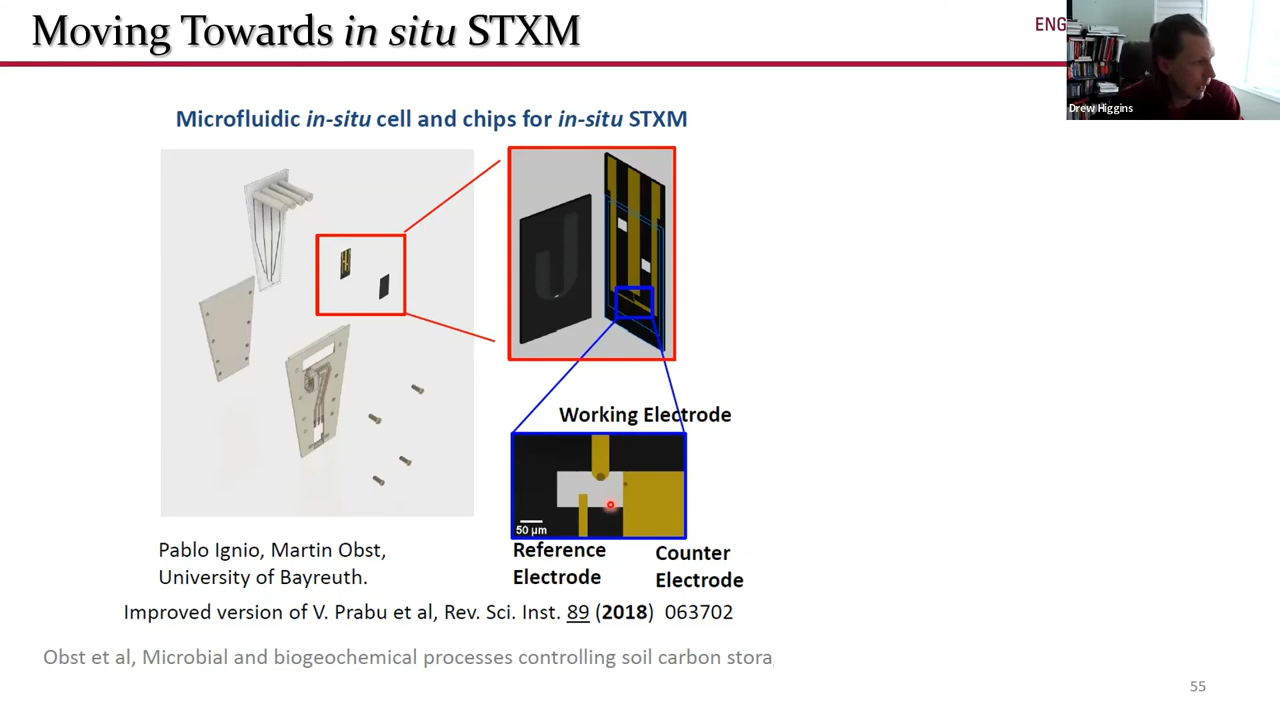 Moving Towards in situ STXM
ENG
Drew Higgins
Microfluidic in-situ cell and chips for in-situ STXM
Working Electrode
50 µm
Reference
Electrode
Counter
Electrode
Pablo Ignio, Martin Obst,
University of Bayreuth.
Improved version of V. Prabu et al, Rev. Sci. Inst. 89 (2018) 063702
Obst et al, Microbial and biogeochemical processes controlling soil carbon stora
55